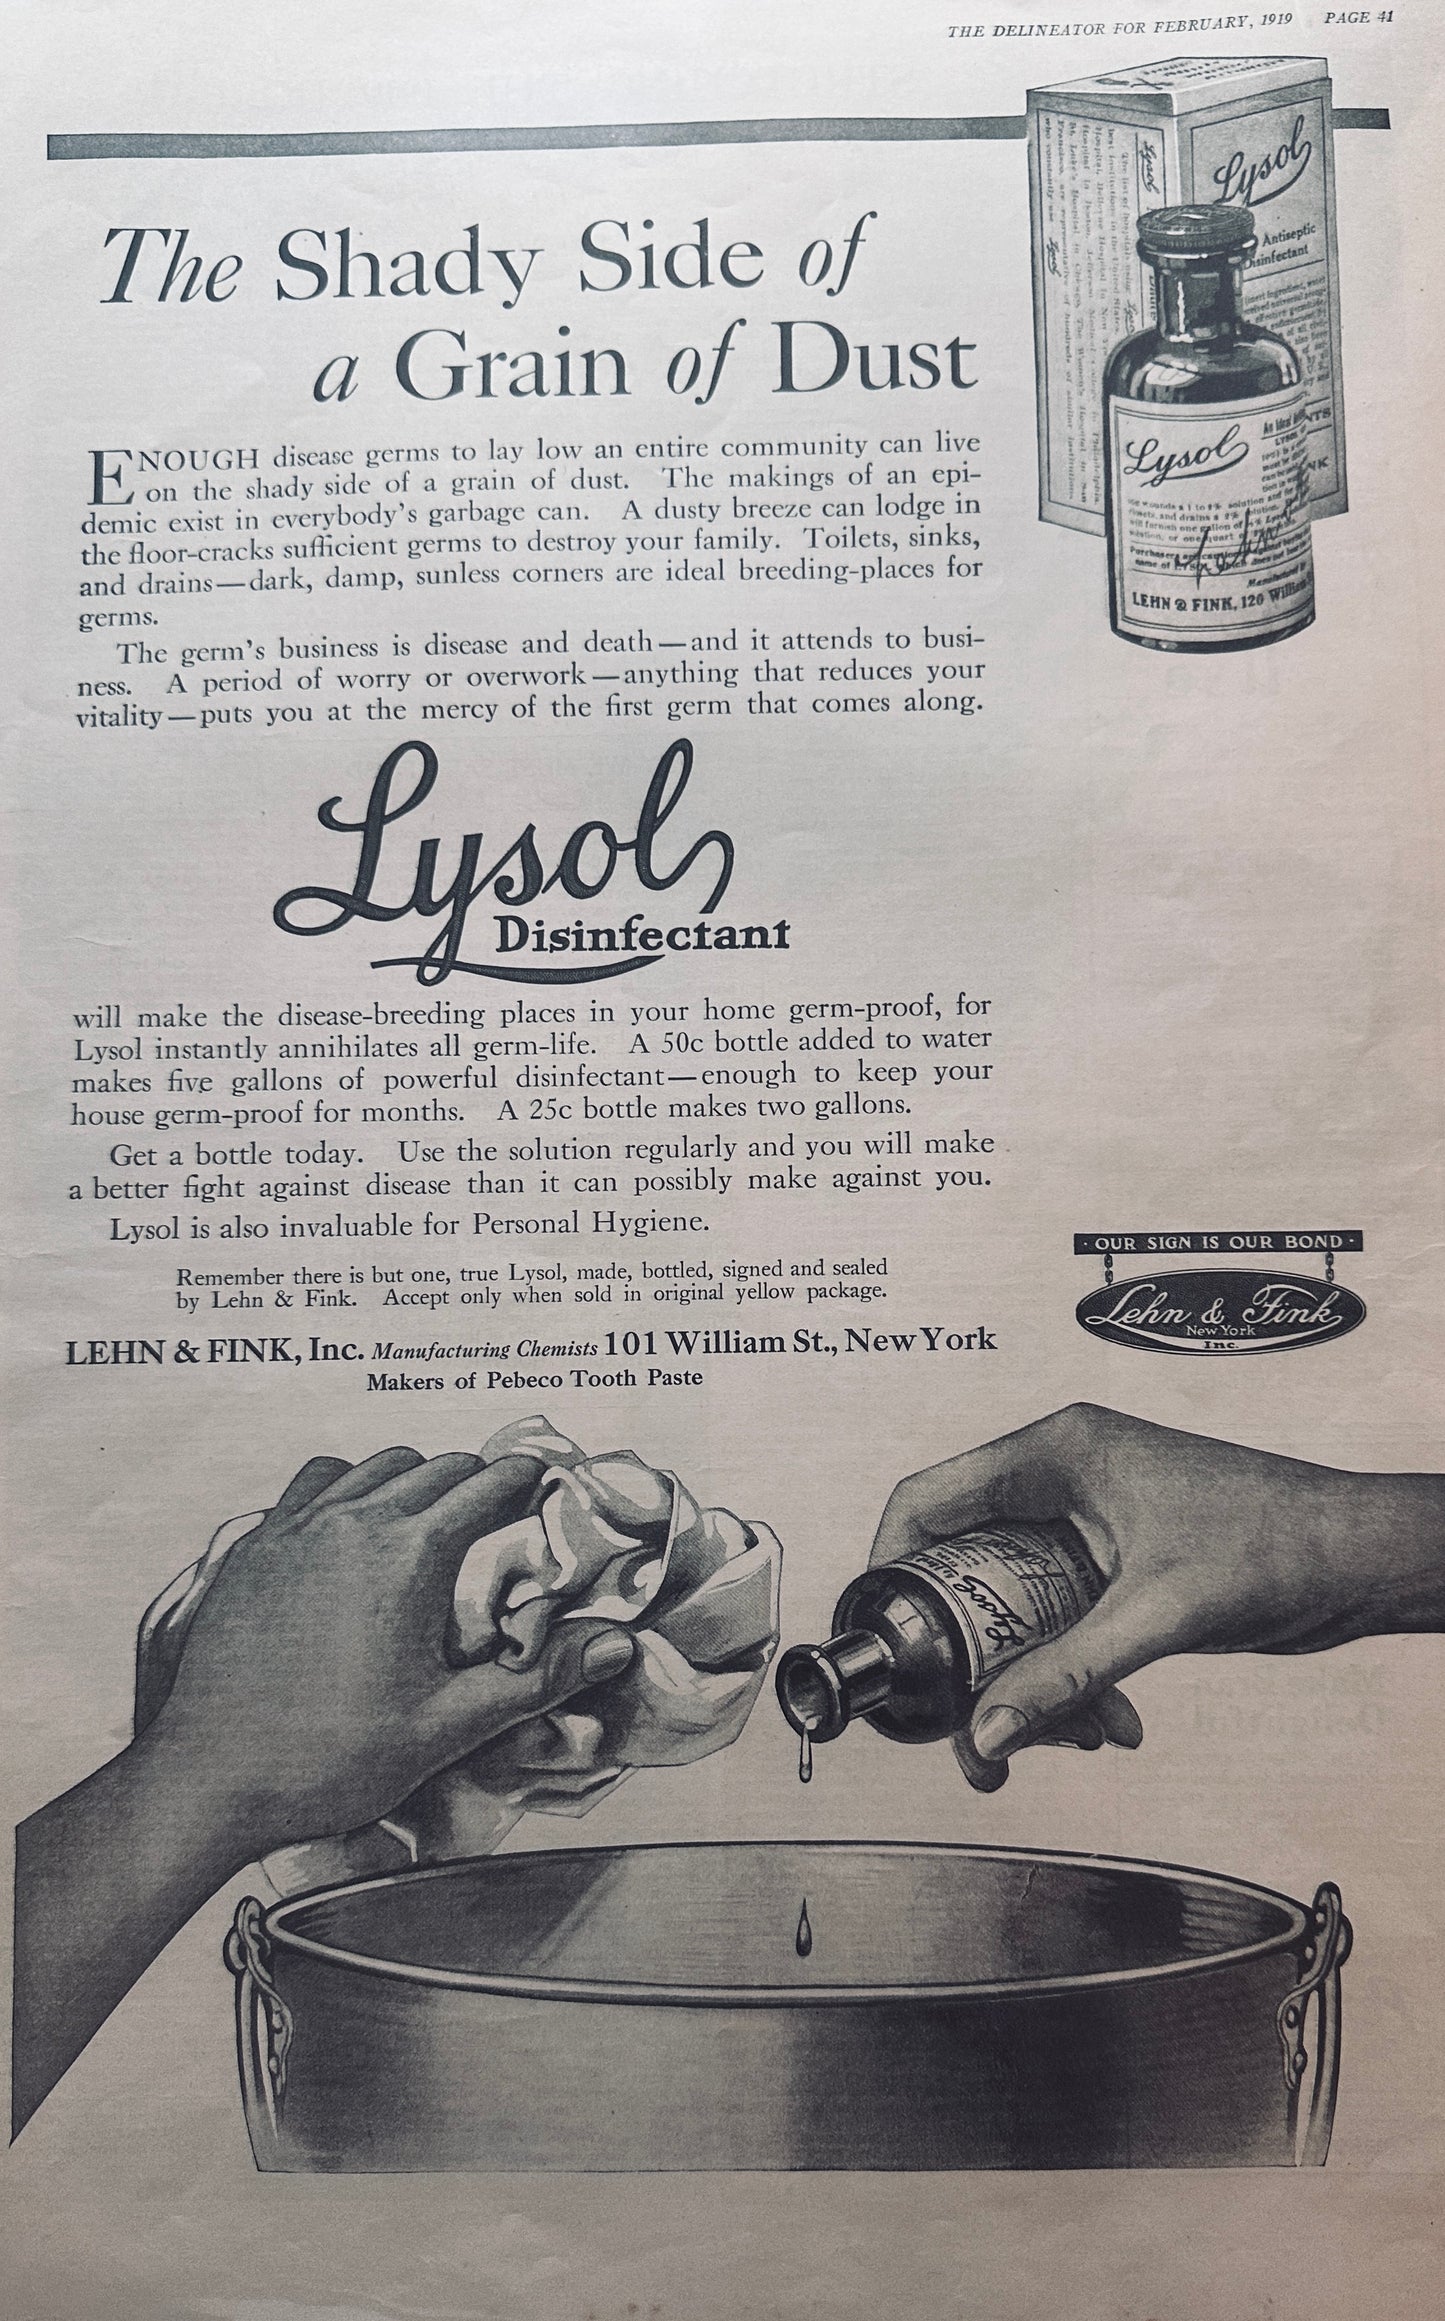 THE DELINEATOR FOR FEBRUARY, 1919 PAGE 41
Lysol
Antiseptic
Disinfectant
Lysol
LEHN & FINK, 120 William
The Shady Side of
a Grain of Dust
ENOUGH disease germs to lay low an entire community can live
on the shady side of a grain of dust. The makings of an epi-
demic exist in everybody's garbage can. A dusty breeze can lodge in
the floor-cracks sufficient germs to destroy your family. Toilets, sinks,
and drains—dark, damp, sunless corners are ideal breeding-places for
germs.
The germ's business is disease and death—and it attends to busi-
ness. A period of worry or overwork—anything that reduces your
vitality—puts you at the mercy of the first germ that comes along.
Lysol
Disinfectant
will make the disease-breeding places in your home germ-proof, for
Lysol instantly annihilates all germ-life. A 50c bottle added to water
makes five gallons of powerful disinfectant—enough to keep your
house germ-proof for months. A 25c bottle makes two gallons.
Get a bottle today. Use the solution regularly and you will make
a better fight against disease than it can possibly make against you.
Lysol is also invaluable for Personal Hygiene.
Remember there is but one, true Lysol, made, bottled, signed and sealed
by Lehn & Fink. Accept only when sold in original yellow package.
LEHN & FINK, Inc. Manufacturing Chemists 101 William St., New York
Makers of Pebeco Tooth Paste
· OUR SIGN IS OUR BOND ·
Lehn & Fink
New York
Inc.
Lysol